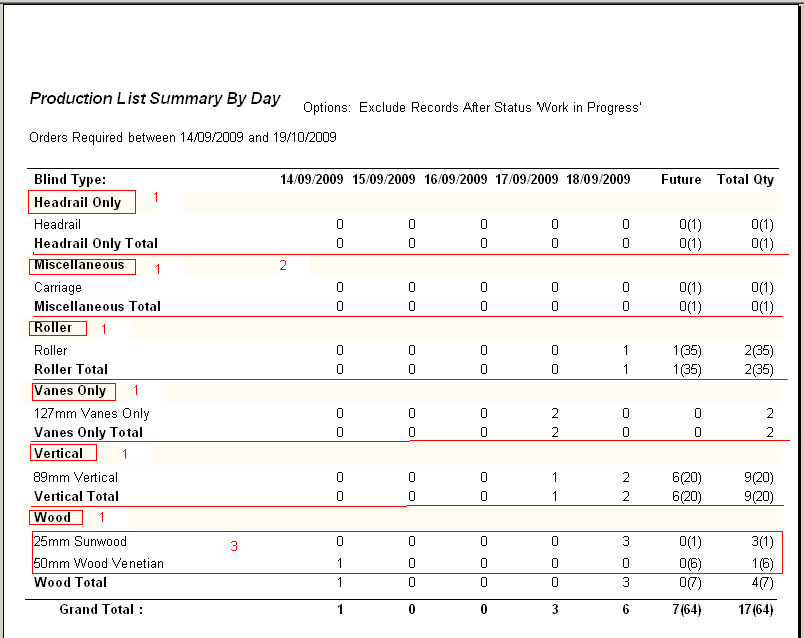 Production List Summary By Day Options: Exclude Records After Status 'Work in Progress'
Orders Required between 14/09/2009 and 19/10/2009
Blind Type: 14/09/2009 15/09/2009 16/09/2009 17/09/2009 18/09/2009 Future Total Qty
Headrail Only 1
Headrail 0 0 0 0 0 0(1) 0(1)
Headrail Only Total 0 0 0 0 0 0(1) 0(1)
Miscellaneous 1 2
Carriage 0 0 0 0 0 0(1) 0(1)
Miscellaneous Total 0 0 0 0 0 0(1) 0(1)
Roller 1
Roller 0 0 0 0 1 1(35) 2(35)
Roller Total 0 0 0 0 1 1(35) 2(35)
Vanes Only 1
127mm Vanes Only 0 0 0 2 0 0 2
Vanes Only Total 0 0 0 2 0 0 2
Vertical 1
89mm Vertical 0 0 0 1 2 6(20) 9(20)
Vertical Total 0 0 0 1 2 6(20) 9(20)
Wood 1
25mm Sunwood 3 0 0 0 0 3 0(1) 3(1)
50mm Wood Venetian 1 0 0 0 0 0(6) 1(6)
Wood Total 1 0 0 0 3 0(7) 4(7)
Grand Total : 1 0 0 3 6 7(64) 17(64)